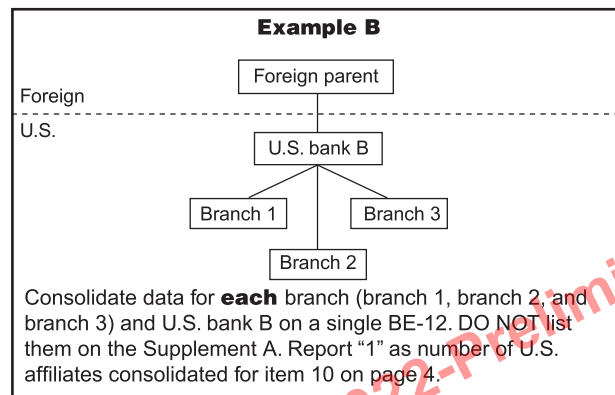 Example B
Foreign parent
Foreign
U.S.
U.S. bank B
Branch 1
Branch 3
Branch 2
Consolidate data for each branch (branch 1, branch 2, and
branch 3) and U.S. bank B on a single BE-12. DO NOT list
them on the Supplement A. Report “1” as number of U.S.
affiliates consolidated for item 10 on page 4.